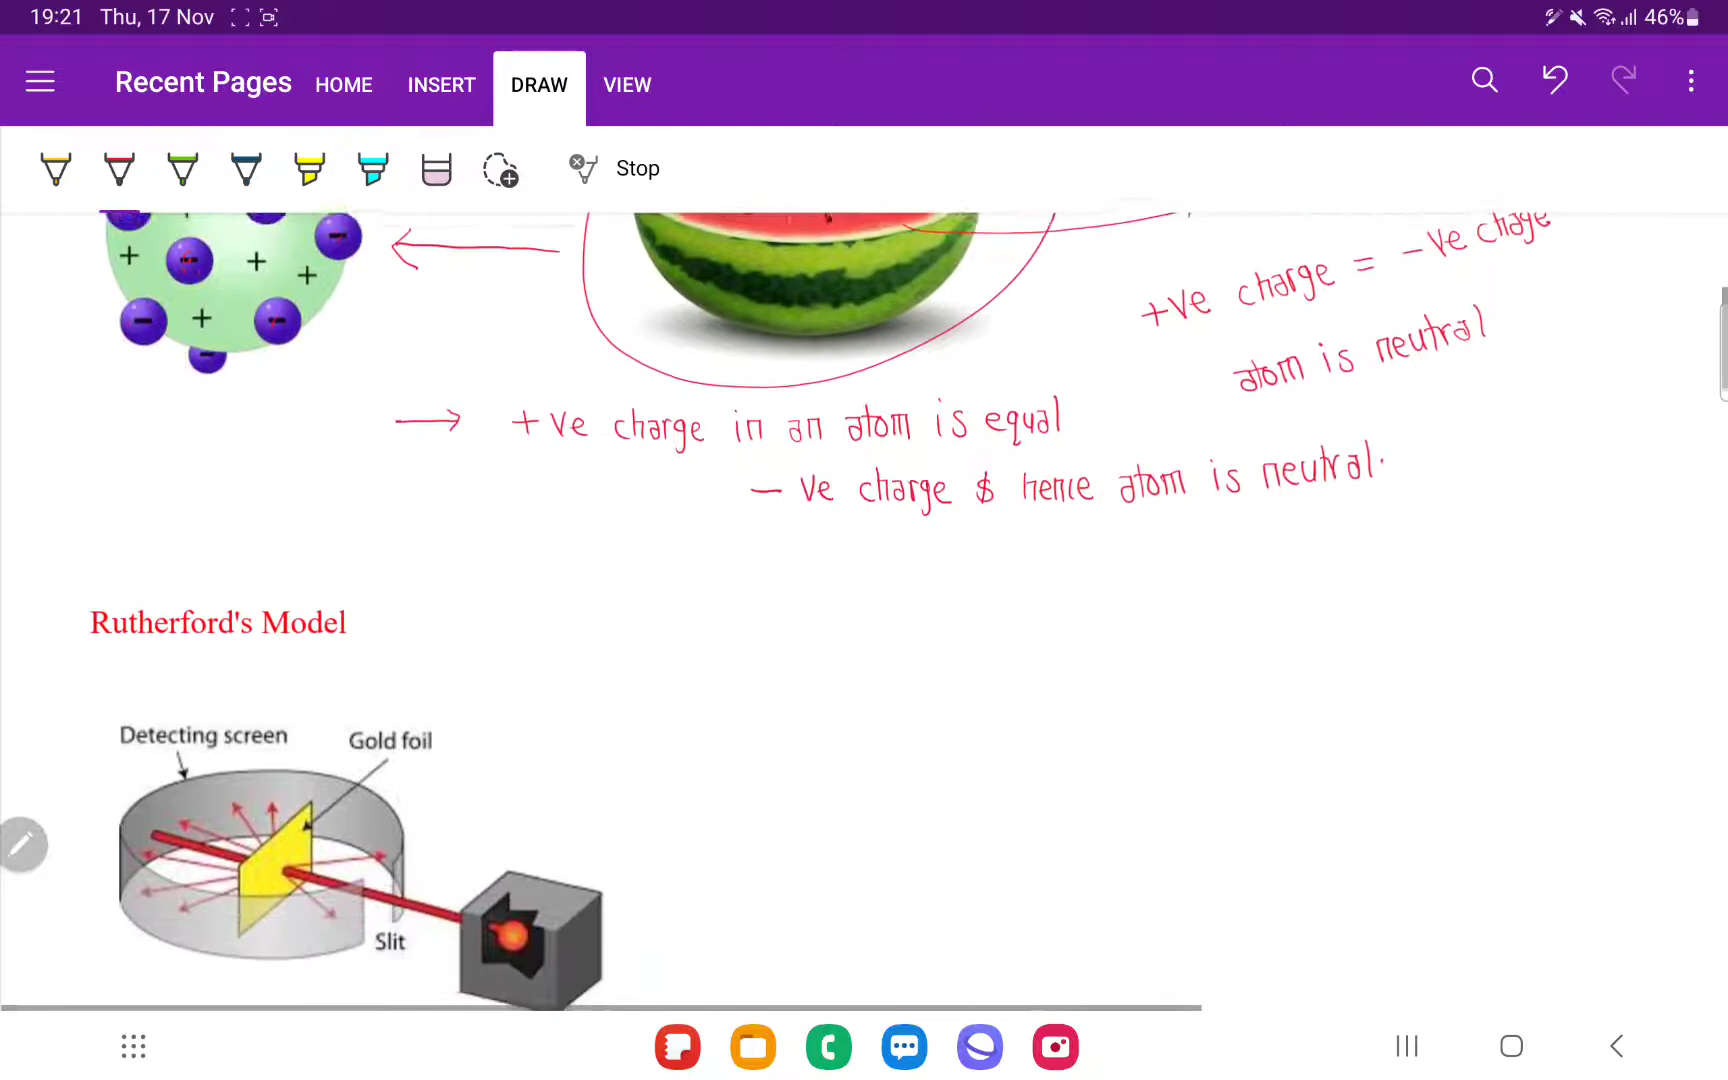 19:21 Thu, 17 Nov 46%
Recent Pages HOME INSERT DRAW VIEW
Stop
+ve charge = -ve chage
atom is neutral
→ +ve charge in an atom is equal
- ve charge $ hence atom is neutral.
Rutherford's Model
Detecting screen
Gold foil
Slit